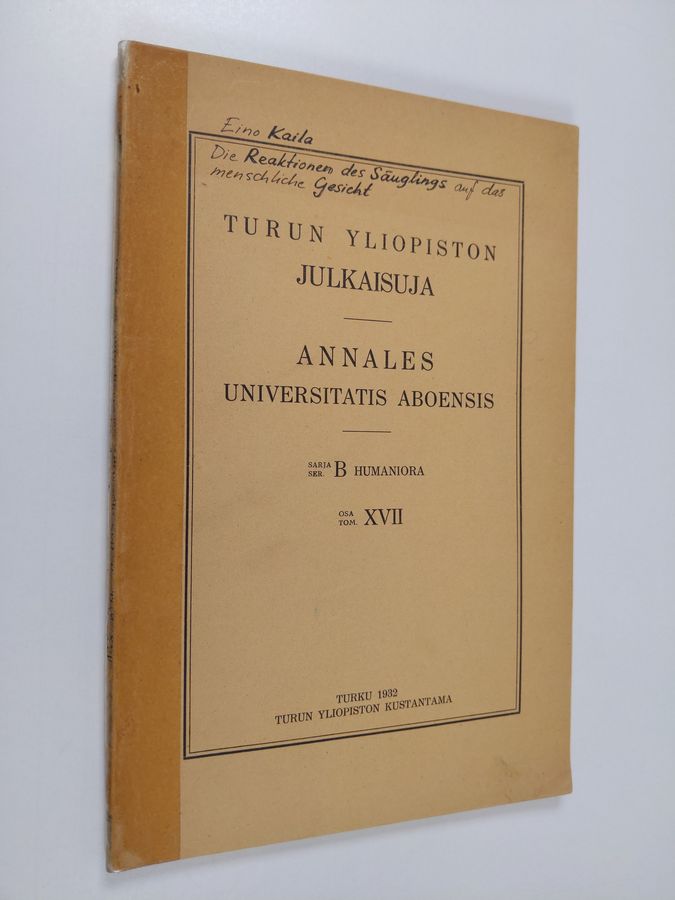 Eino Kaila
Die Reaktionen des Säuglings auf das
menschliche Gesicht
TURUN YLIOPISTON
JULKAISUJA
ANNALES
UNIVERSITATIS ABOENSIS
SARJA
SER. B HUMANIORA
OSA
TOM. XVII
TURKU 1932
TURUN YLIOPISTON KUSTANTAMA